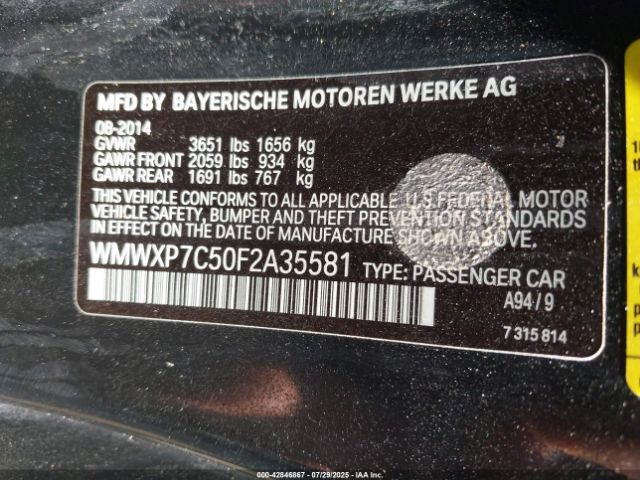 MFD BY BAYERISCHE MOTOREN WERKE AG
08-2014
GVWR 3651 lbs 1656 kg
GAWR FRONT 2059 lbs 934 kg
GAWR REAR 1691 lbs 767 kg
THIS VEHICLE CONFORMS TO ALL APPLICABLE U.S. FEDERAL MOTOR
VEHICLE SAFETY, BUMPER AND THEFT PREVENTION STANDARDS
IN EFFECT ON THE DATE OF MANUFACTURE SHOWN ABOVE.
WMWXP7C50F2A35581 TYPE: PASSENGER CAR
A94 / 9
7 315 814
000-42846867 07/29/2025 IAA Inc.